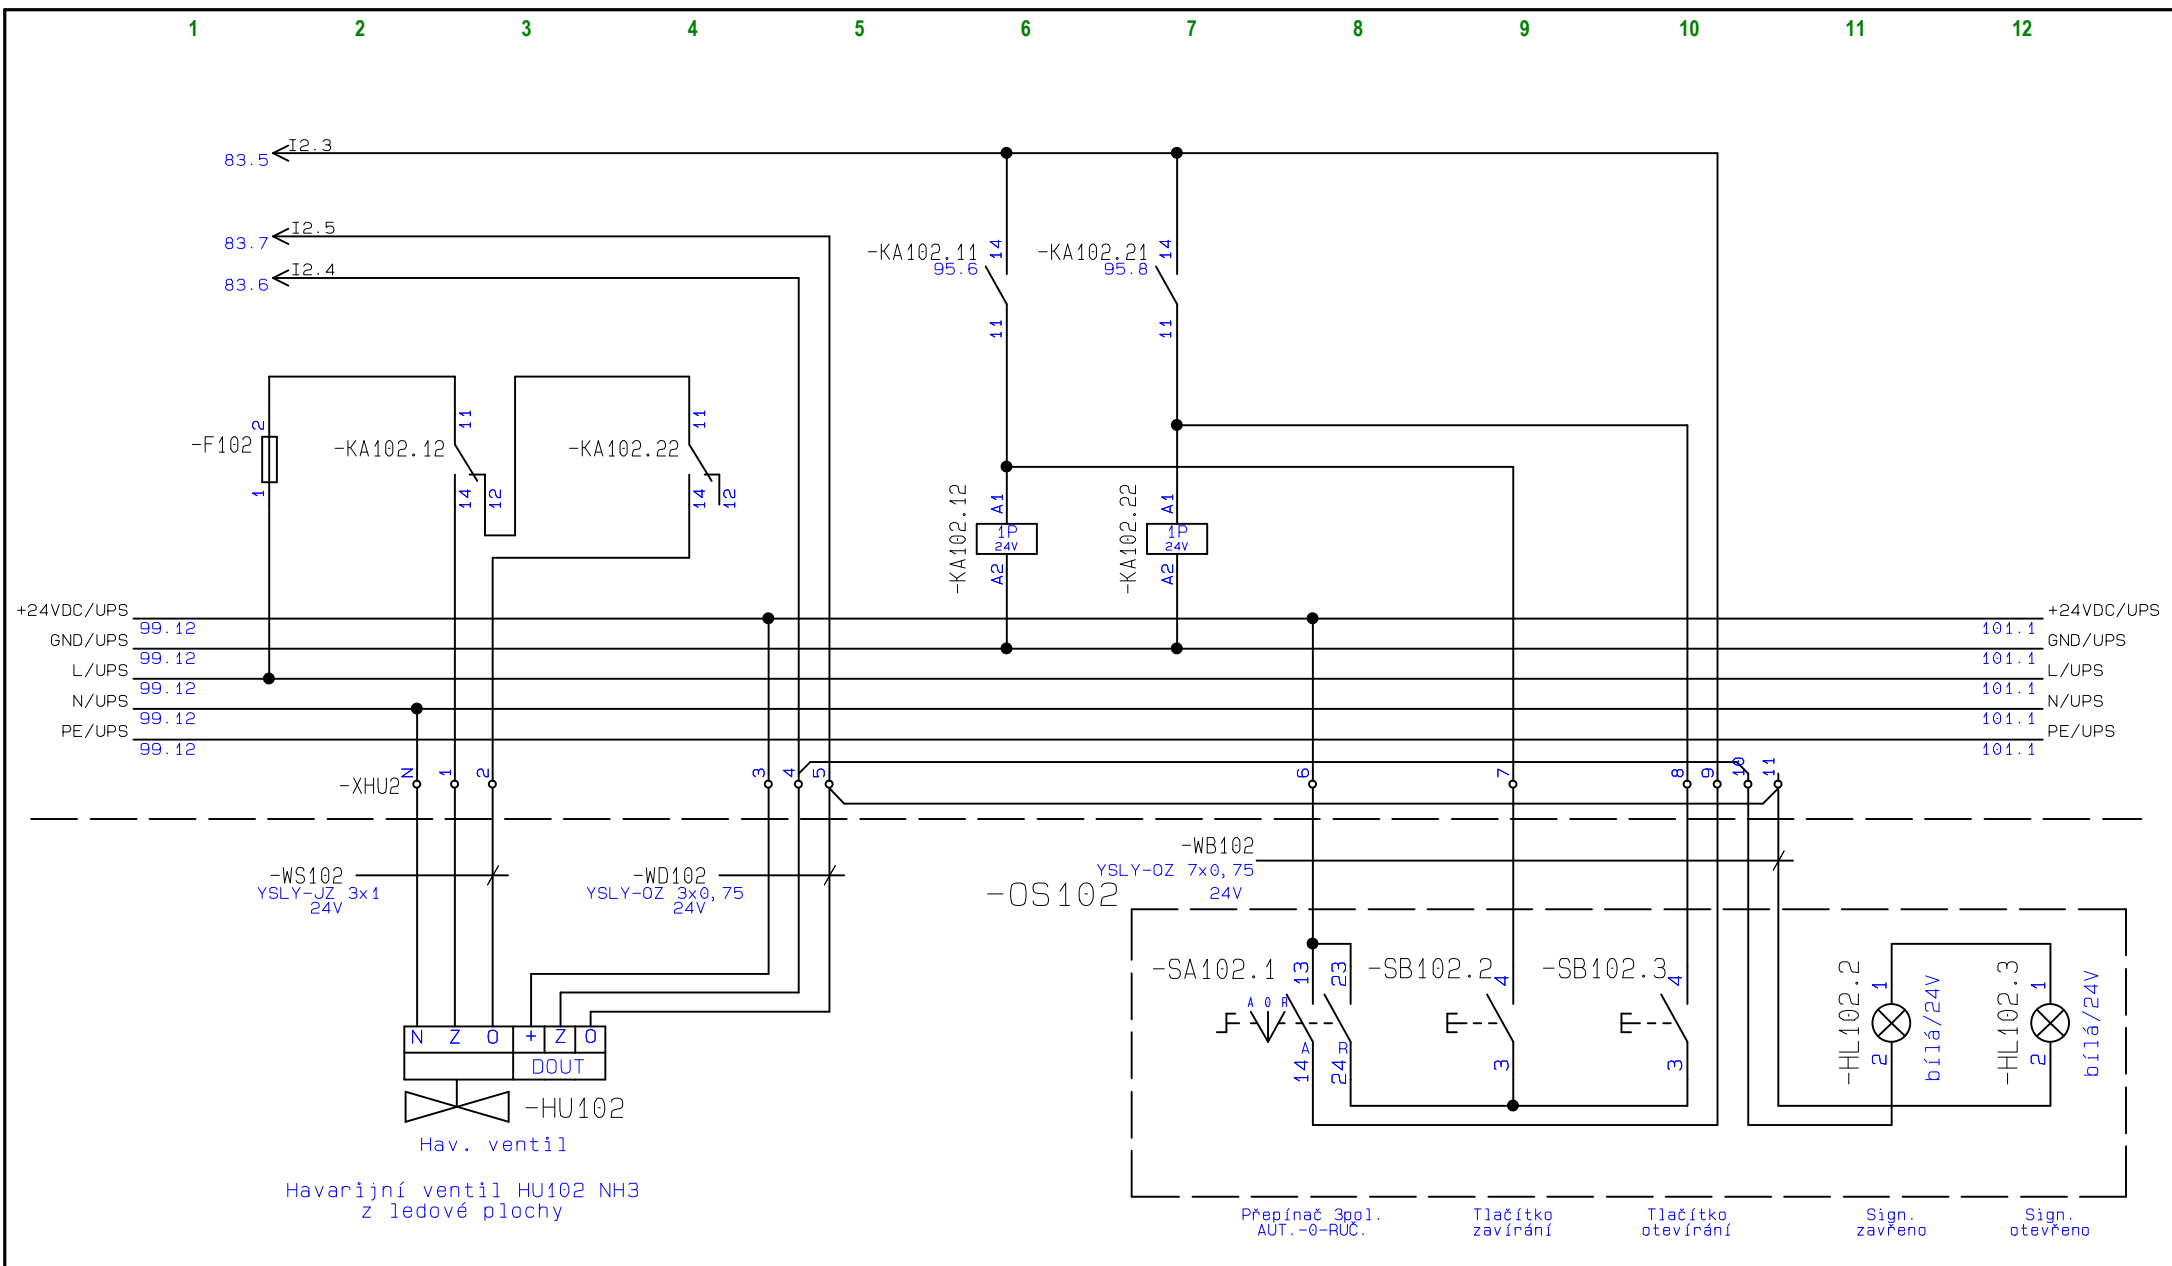 1 2 3 4 5 6 7 8 9 10 11 12
I2.3
83.5
I2.5
83.7
I2.4
83.6
-KA102.11
95.6
14
11
-KA102.21
95.8
14
11
-F102
2
1
-KA102.12
11
14
12
-KA102.22
11
14
12
-KA102.12
A1
1P
24V
A2
-KA102.22
A1
1P
24V
A2
+24VDC/UPS
99.12
GND/UPS
99.12
L/UPS
99.12
N/UPS
99.12
PE/UPS
99.12
+24VDC/UPS
101.1
GND/UPS
101.1
L/UPS
101.1
N/UPS
101.1
PE/UPS
101.1
-XHU2
N 1 2 3 4 5 6 7 8 9 10 11
-WS102
YSLY-JZ 3x1
24V
-WD102
YSLY-OZ 3x0,75
24V
-WB102
YSLY-OZ 7x0,75
24V
-OS102
-SA102.1
A 0 R
13
23
A
R
14
24
-SB102.2
4
3
-SB102.3
4
3
-HL102.2
1
2
bílá/24V
-HL102.3
1
2
bílá/24V
N Z O + Z O
DOUT
-HU102
Hav. ventil
Havarijní ventil HU102 NH3
z ledové plochy
Přepínač 3pol.
AUT.-0-RUČ.
Tlačítko
zavírání
Tlačítko
otevírání
Sign.
zavřeno
Sign.
otevřeno